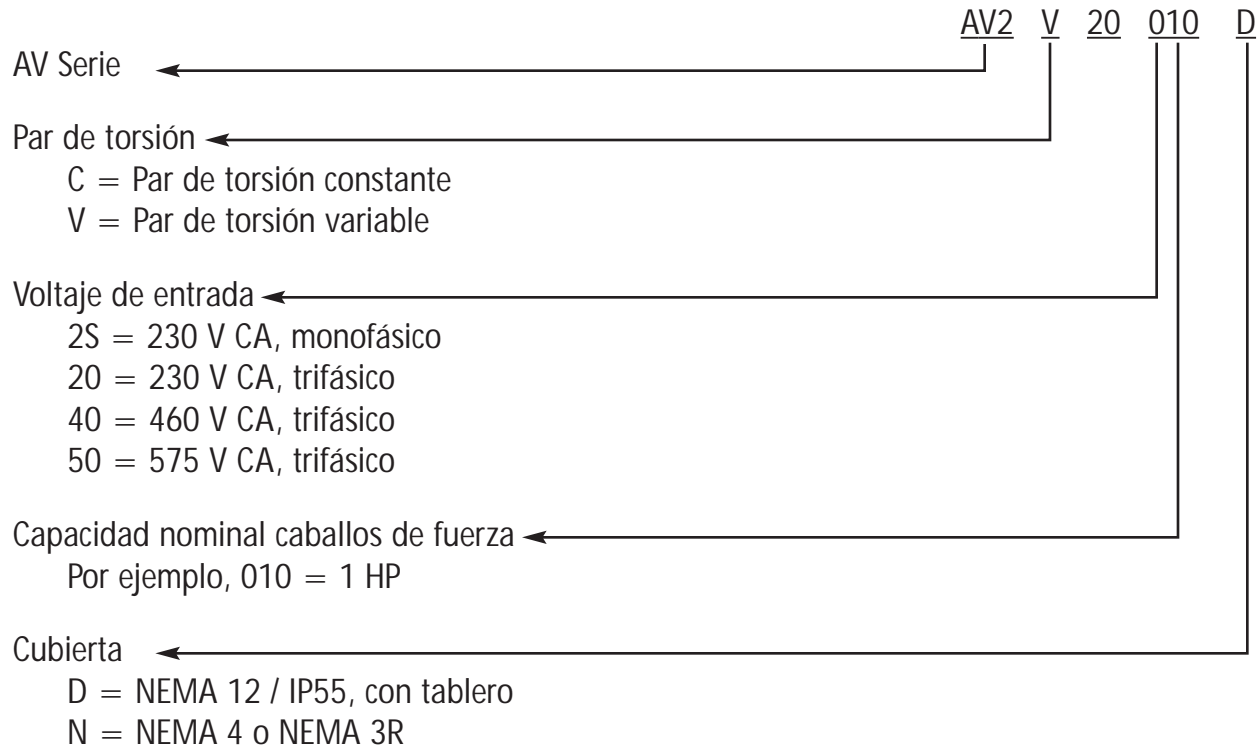 AV2 V 20 010 D
AV Serie
Par de torsión
C = Par de torsión constante
V = Par de torsión variable
Voltaje de entrada
2S = 230 V CA, monofásico
20 = 230 V CA, trifásico
40 = 460 V CA, trifásico
50 = 575 V CA, trifásico
Capacidad nominal caballos de fuerza
Por ejemplo, 010 = 1 HP
Cubierta
D = NEMA 12 / IP55, con tablero
N = NEMA 4 o NEMA 3R